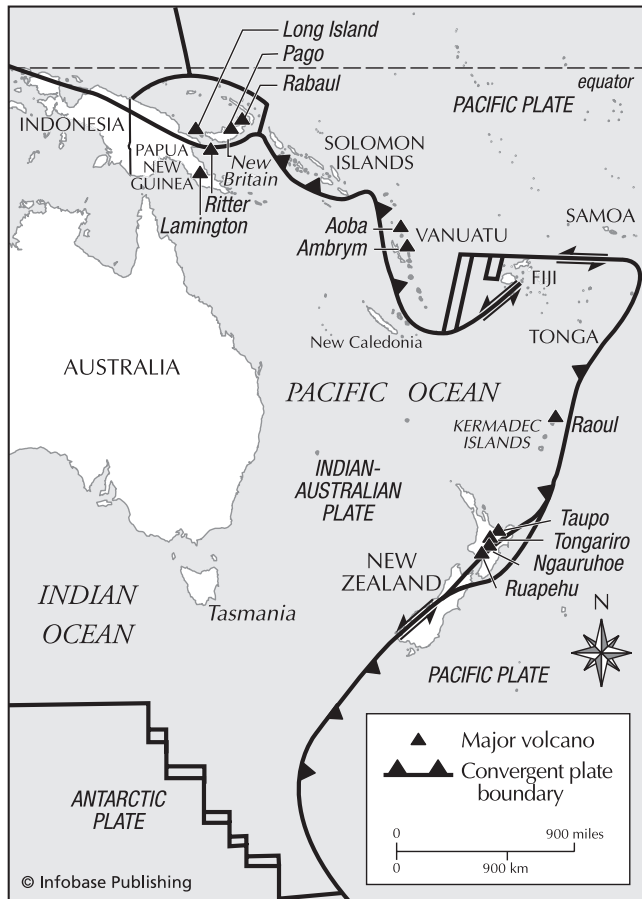 Long Island
Pago
Rabaul
equator
PACIFIC PLATE
INDONESIA
PAPUA
NEW
GUINEA
New
Britain
SOLOMON
ISLANDS
Ritter
Lamington
Aoba
Ambrym
VANUATU
SAMOA
FIJI
New Caledonia
TONGA
AUSTRALIA
PACIFIC OCEAN
KERMADEC
ISLANDS
Raoul
INDIAN-
AUSTRALIAN
PLATE
Taupo
Tongariro
Ngauruhoe
Ruapehu
NEW
ZEALAND
INDIAN
OCEAN
Tasmania
N
PACIFIC PLATE
ANTARCTIC
PLATE
Major volcano
Convergent plate
boundary
0 900 miles
0 900 km
© Infobase Publishing